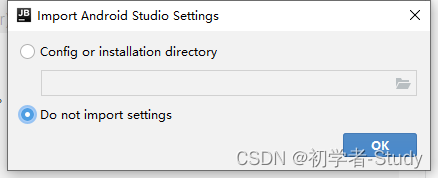 JB
Import Android Studio Settings
Config or installation directory
Do not import settings
OK
CSDN @初学者-Study